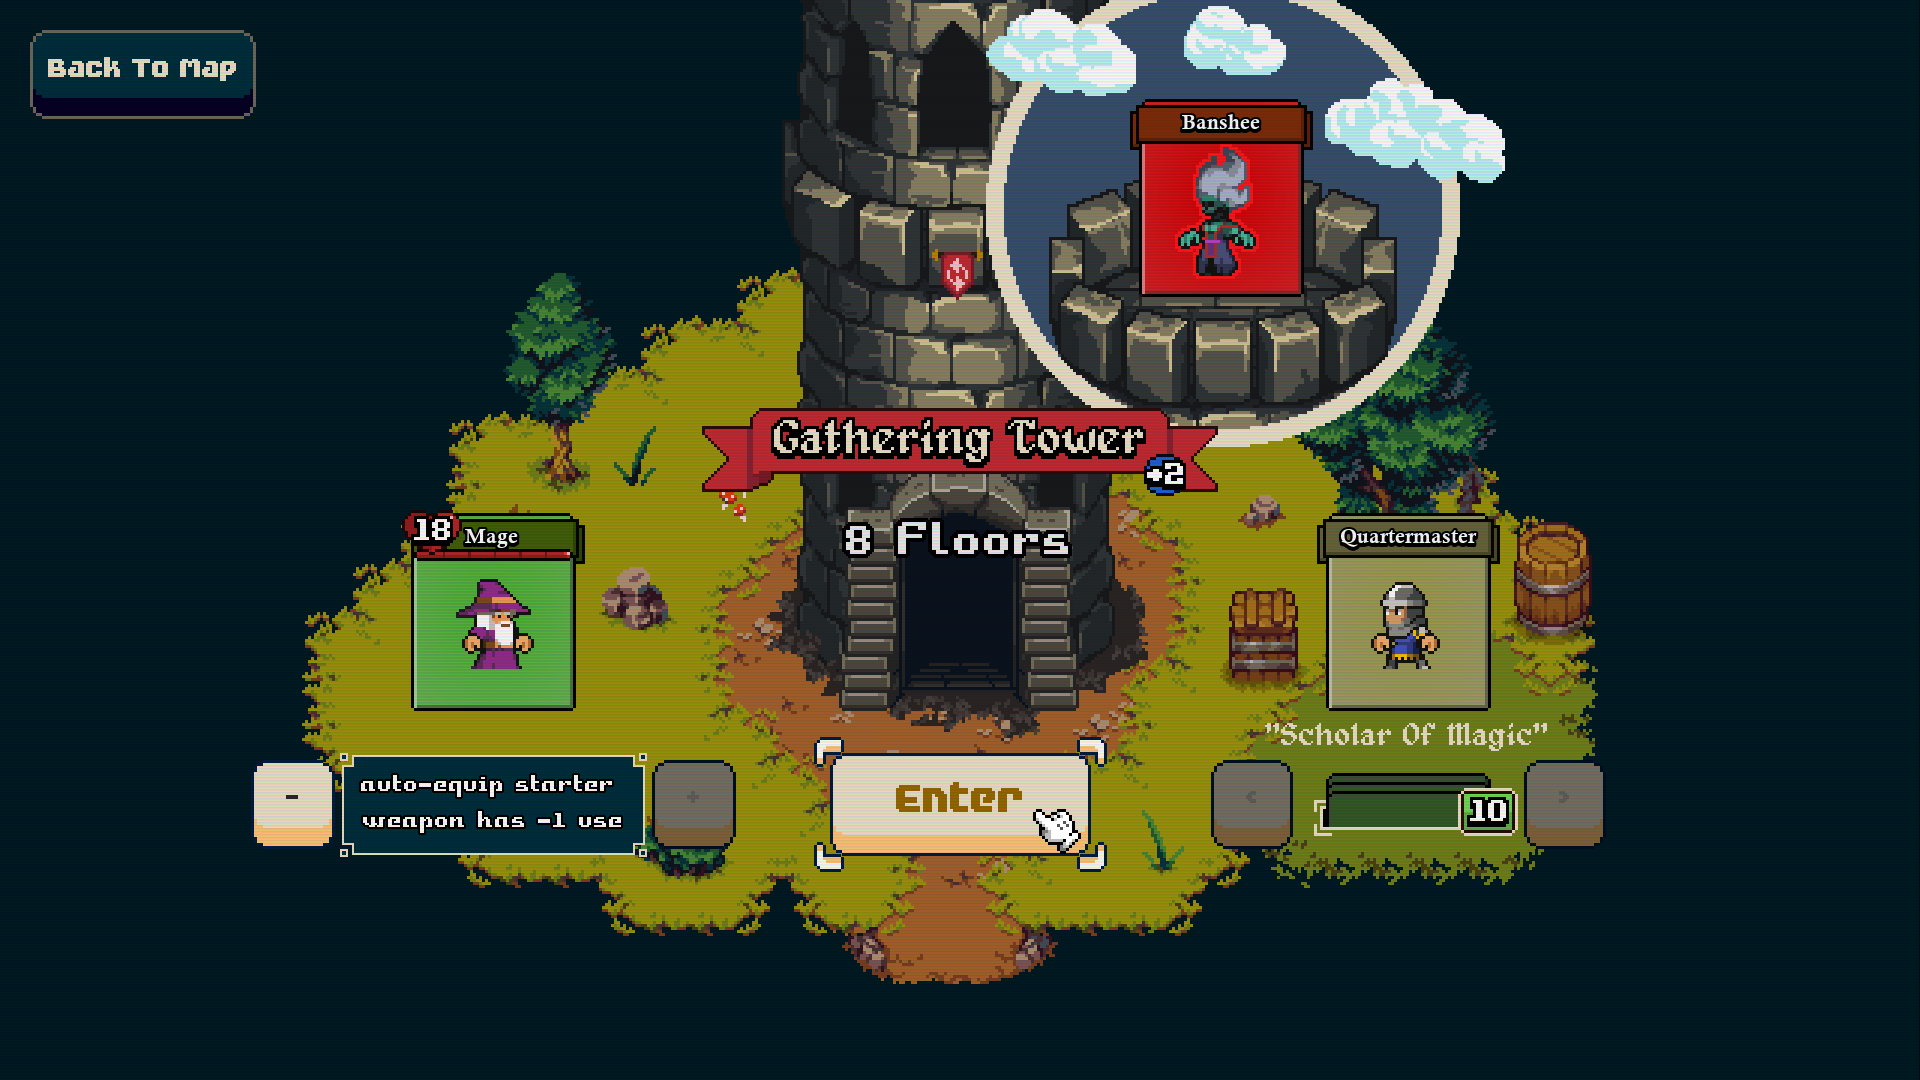 Back To Map
Banshee
Gathering Tower
+2
8 Floors
18 Mage
Quartermaster
"Scholar Of Magic"
- auto-equip starter
weapon has -1 use +
Enter
< 10 >